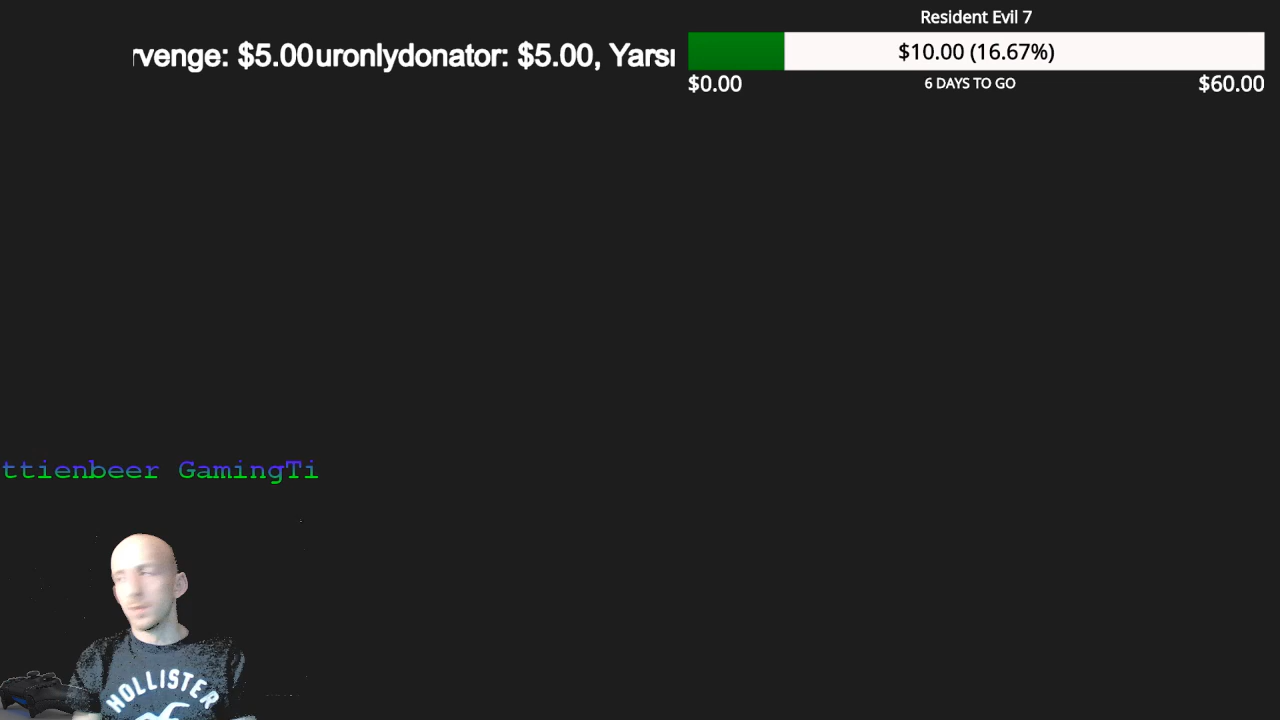 Resident Evil 7
rvenge: $5.00uronlydonator: $5.00, Yars
$10.00 (16.67%)
$0.00
6 DAYS TO GO
$60.00
ttienbeer GamingTi
HOLLISTER